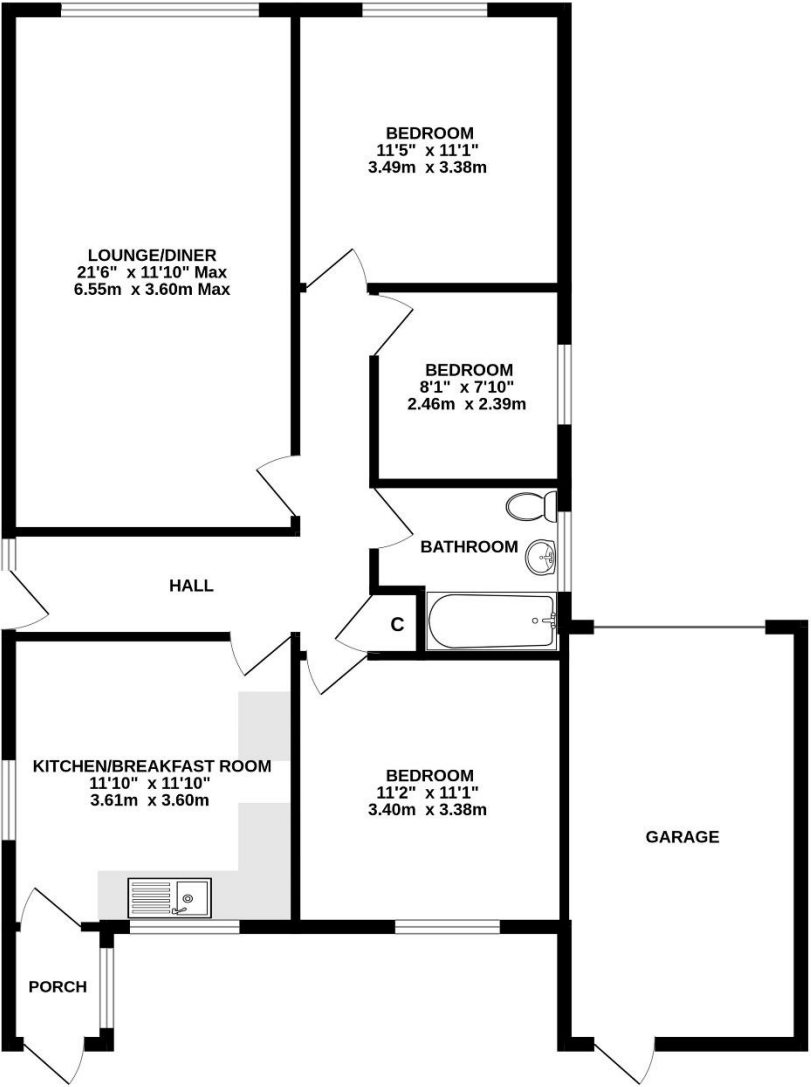 BEDROOM
11'5" x 11'1"
3.49m x 3.38m
LOUNGE/DINER
21'6" x 11'10" Max
6.55m x 3.60m Max
BEDROOM
8'1" x 7'10"
2.46m x 2.39m
BATHROOM
HALL
C
KITCHEN/BREAKFAST ROOM
11'10" x 11'10"
3.61m x 3.60m
BEDROOM
11'2" x 11'1"
3.40m x 3.38m
GARAGE
PORCH